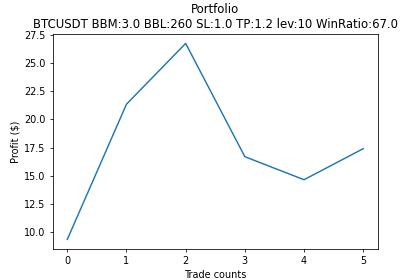 Portfolio
BTCUSDT BBM:3.0 BBL:260 SL:1.0 TP:1.2 lev:10 WinRatio:67.0
27.5
25.0
22.5
20.0
17.5
15.0
12.5
10.0
Profit ($)
0 1 2 3 4 5
Trade counts